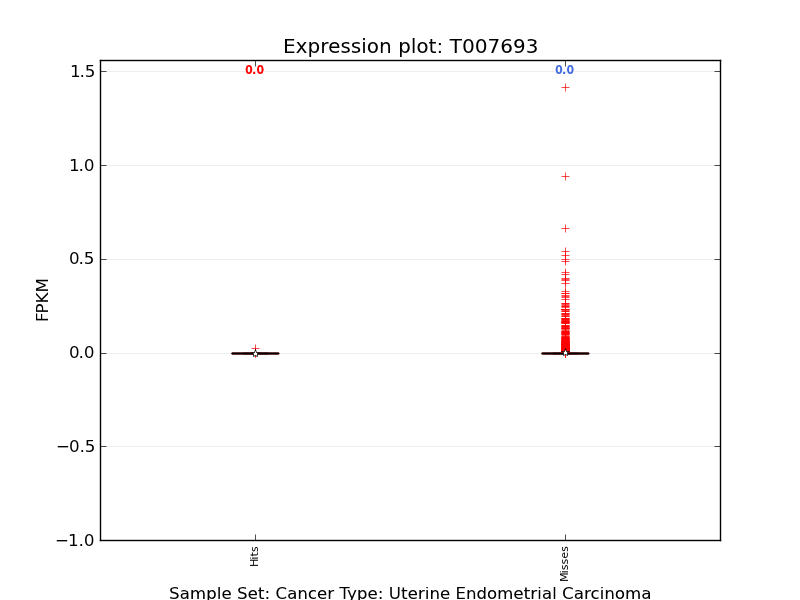 Expression plot: T007693
0.0 0.0
1.5
1.0
0.5
0.0
−0.5
−1.0
FPKM
Hits Misses
Sample Set: Cancer Type: Uterine Endometrial Carcinoma